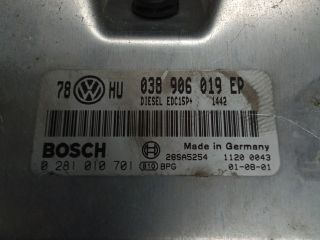 78 HU 038 906 019 EP
DIESEL EDC15P+ 1442
BOSCH Made in Germany
28SA5254 1120 0043
0 281 010 701 810 BPG 01-08-01